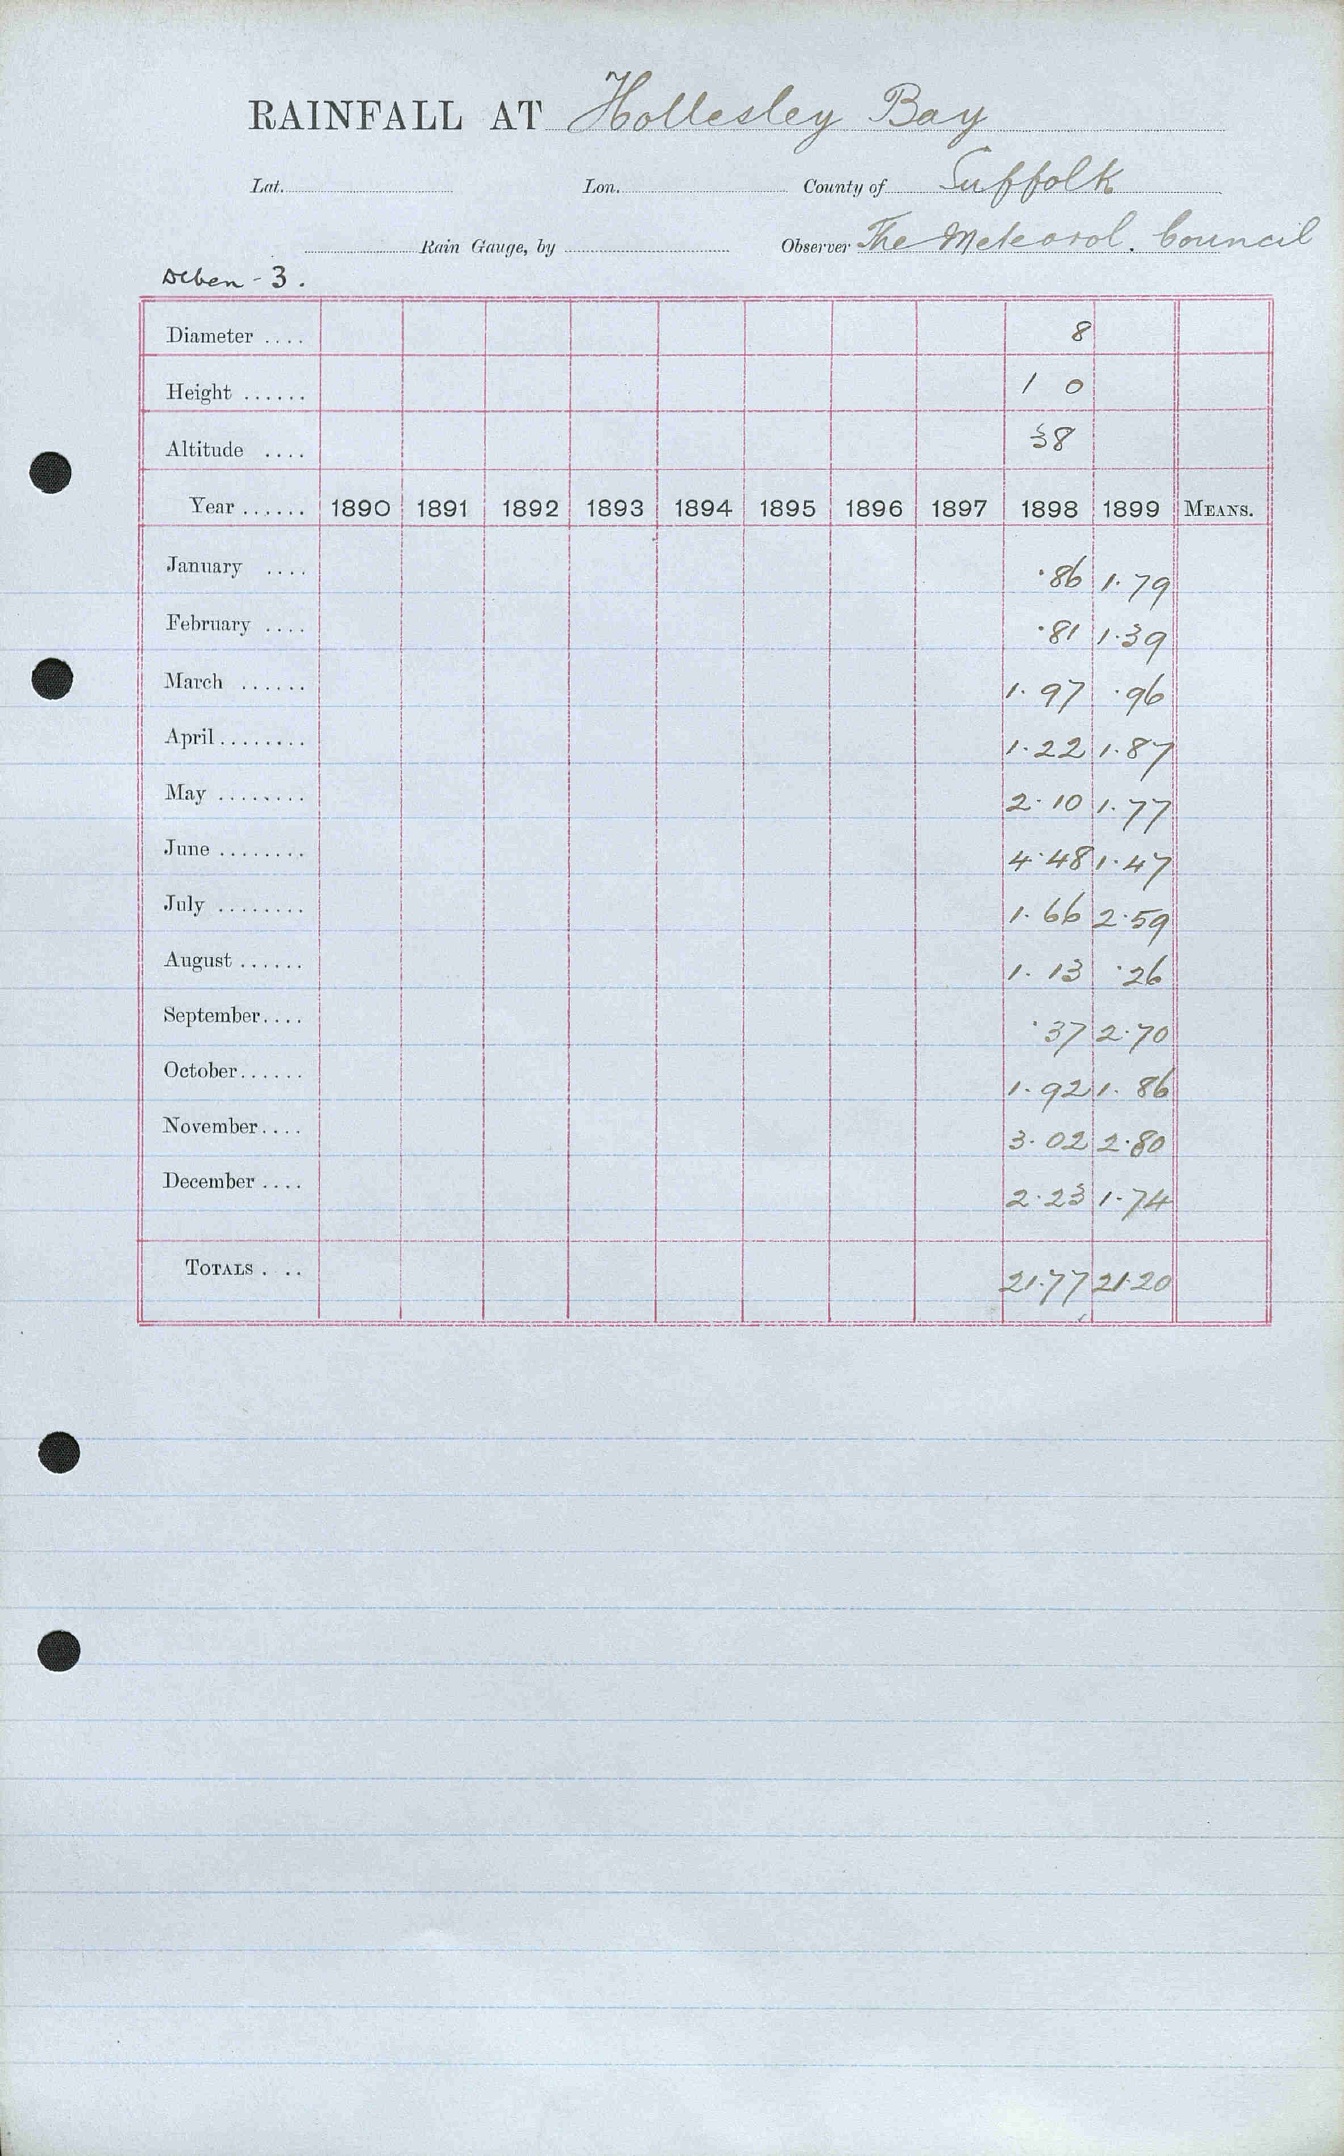 RAINFALL AT Hollesley Bay
Lat. Lon. County of Suffolk
Rain Gauge, by Observer The Meteorol. Council
Deben - 3.
Diameter .... 8
Height ...... 1 0
Altitude .... 38
Year ...... 1890 1891 1892 1893 1894 1895 1896 1897 1898 1899 MEANS.
January .... .86 1.79
February .... .81 1.39
March ...... 1.97 .96
April ........ 1.22 1.87
May ........ 2.10 1.77
June ........ 4.48 1.47
July ........ 1.66 2.59
August ...... 1.13 .26
September.... .37 2.70
October...... 1.92 1.86
November.... 3.02 2.80
December .... 2.23 1.74
TOTALS . .. 21.77 21.20